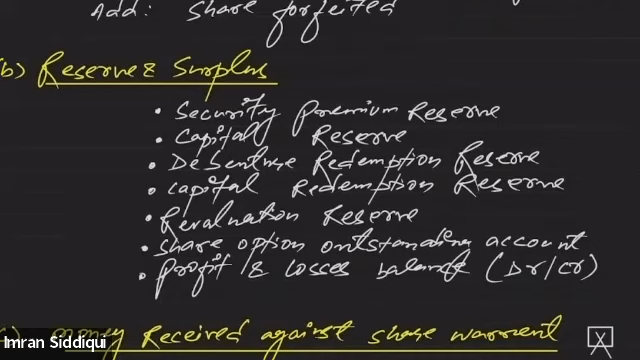 Add: Share forfeited
b) Reserve & Surplus
• Security premium Reserve
• Capital Reserve
• Debenture Redemption Reserve
• Capital Redemption Reserve
• Revaluation Reserve
• Share option outstanding account
• Profit & Losses balance (Dr/Cr)
money Received against share warrent
Imran Siddiqui